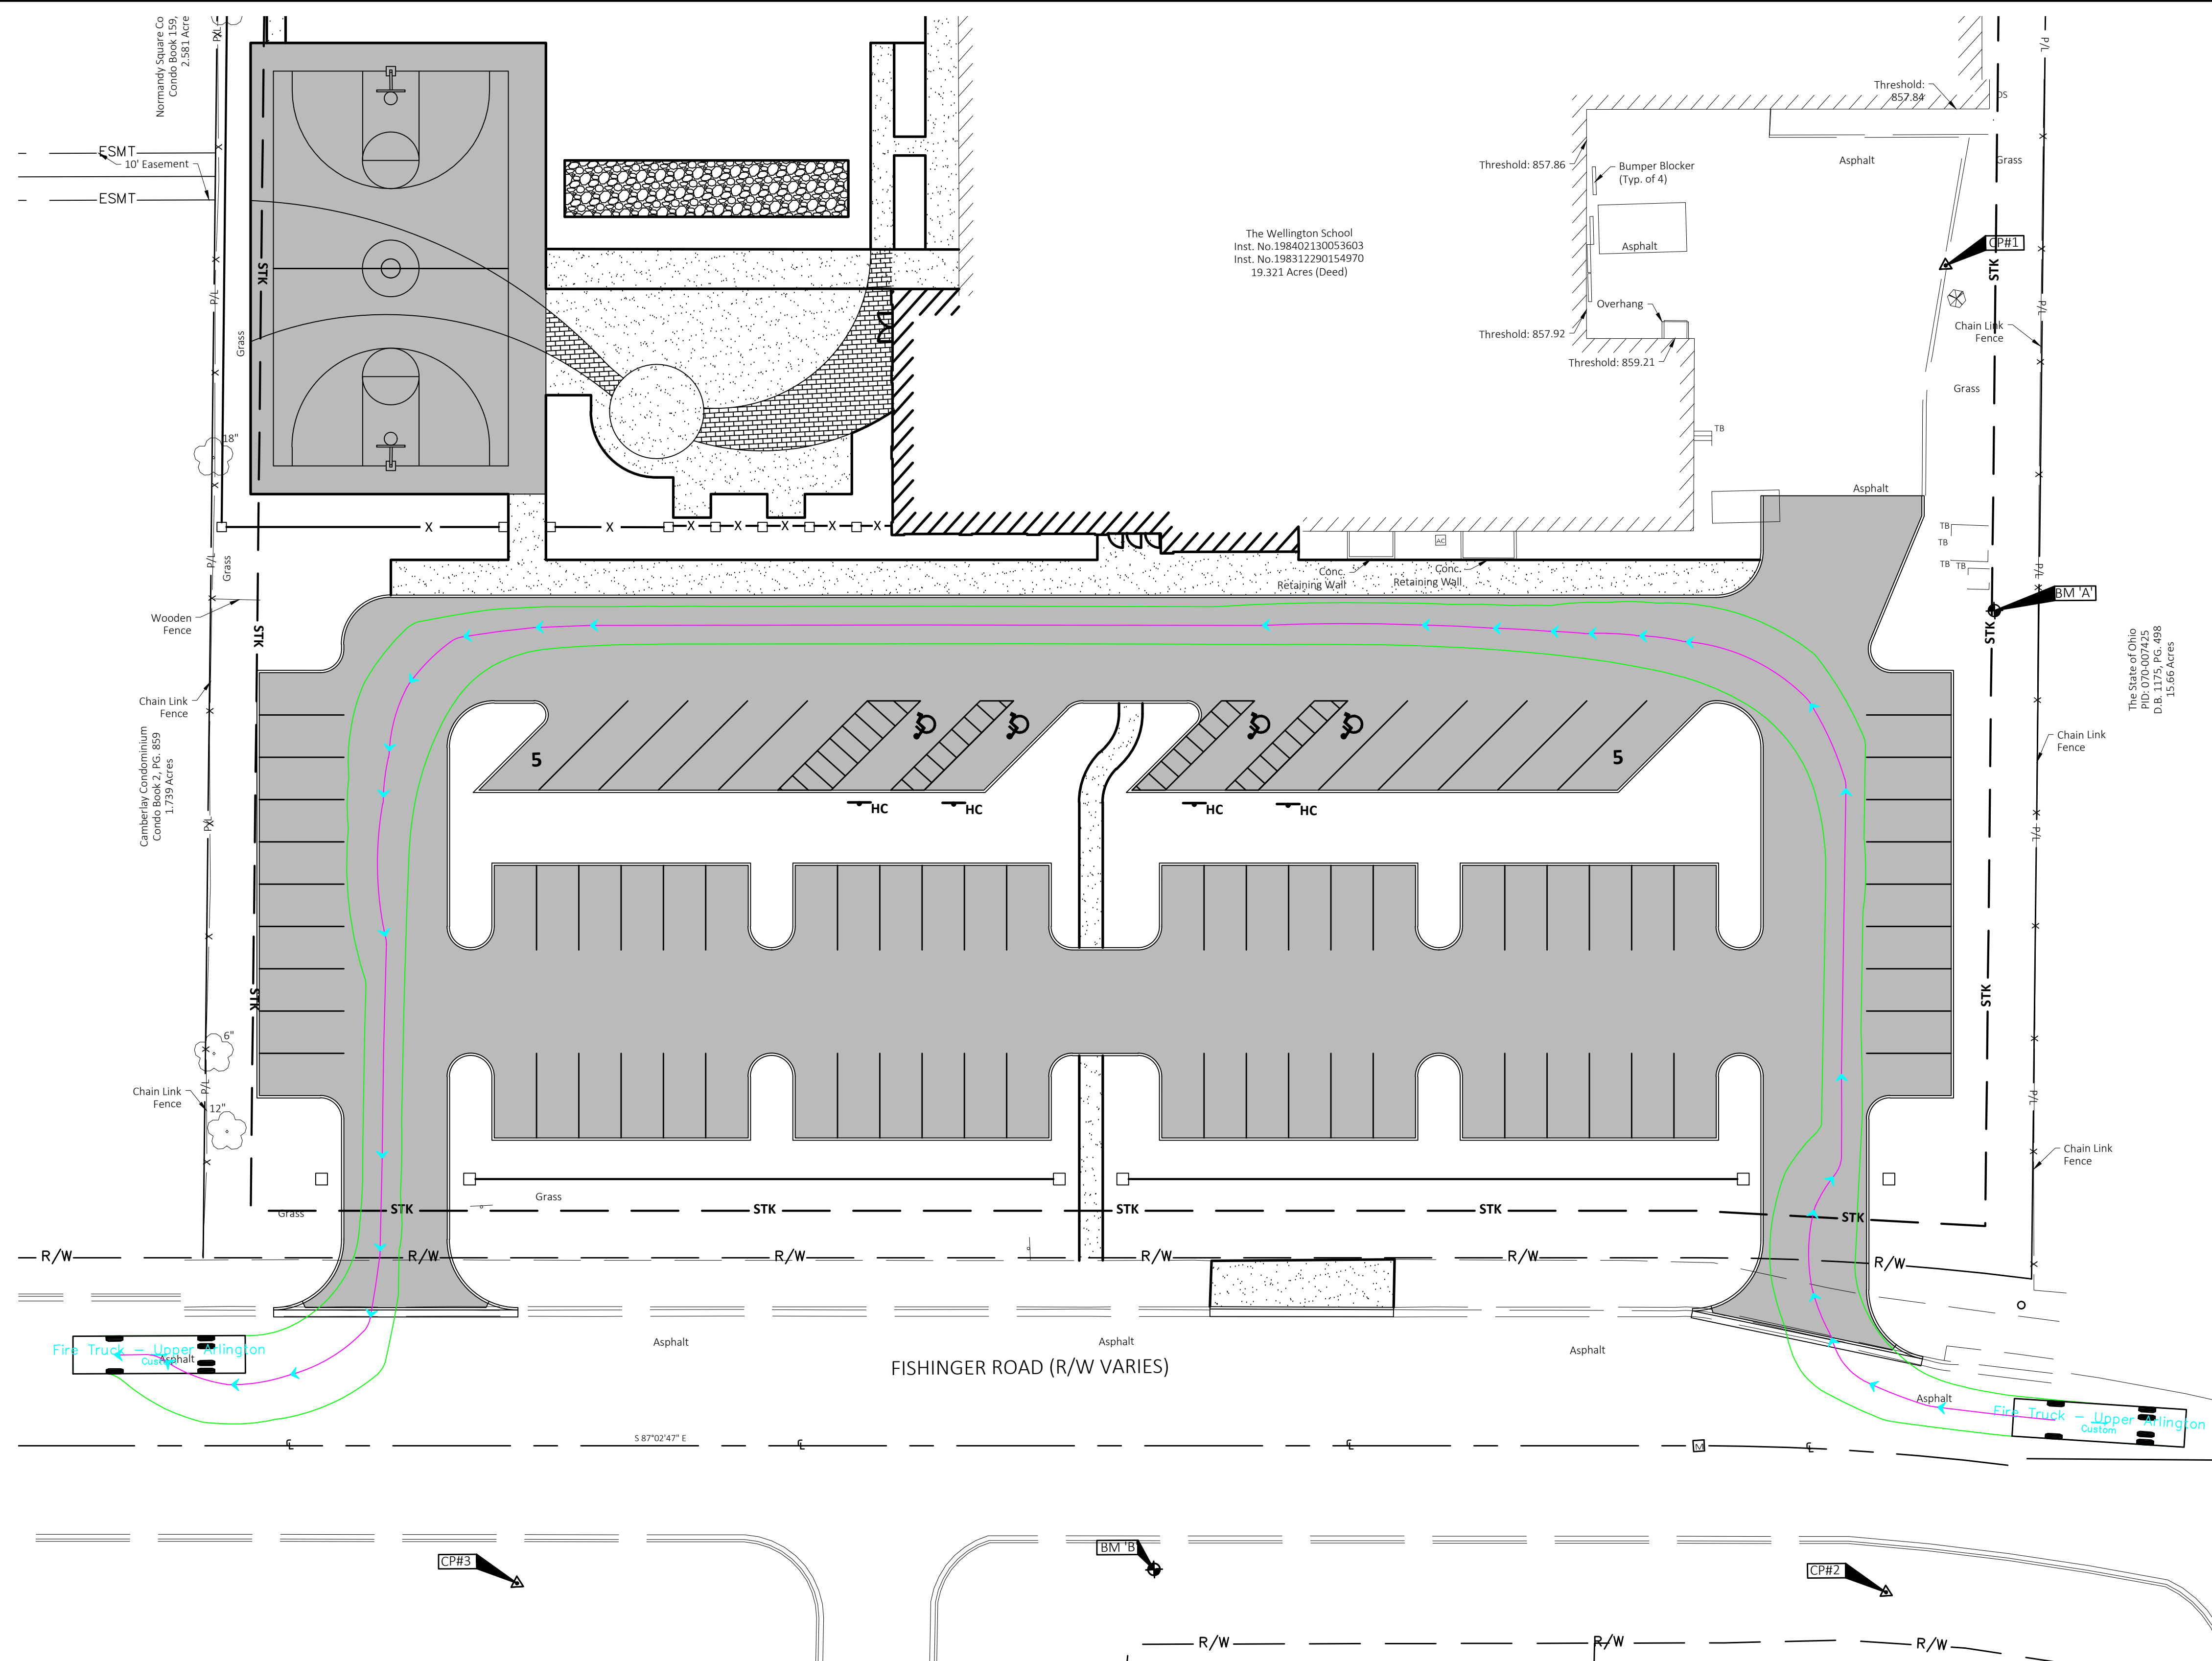 Normandy Square Co
Condo Book 159,
2.581 Acre
P/L
P/L
Threshold:
857.84
DS
ESMT
10' Easement
ESMT
Threshold: 857.86
Bumper Blocker
(Typ. of 4)
Asphalt
Grass
The Wellington School
Inst. No.198402130053603
Inst. No.198312290154970
19.321 Acres (Deed)
Asphalt
CP#1
STK
STK
P/L
Grass
Overhang
P/L
Threshold: 857.92
Chain Link
Fence
Threshold: 859.21
Grass
18"
TB
Asphalt
X
X
X
X
X
X
X
TB
TB
TB
TB
AC
P/L
Grass
Conc.
Retaining Wall
Conc.
Retaining Wall
P/L
BM 'A'
Wooden
Fence
STK
STK
The State of Ohio
PID: 070-007425
D.B. 1175, PG. 498
15.66 Acres
Chain Link
Fence
Camberlay Condominium
Condo Book 2, PG. 859
1.739 Acres
5
5
Chain Link
Fence
HC
HC
HC
HC
P/L
P/L
STK
STK
6"
Chain Link
Fence
P/L
12"
P/L
Chain Link
Fence
Grass
Grass
STK
STK
STK
STK
STK
R/W
R/W
R/W
R/W
R/W
R/W
Fire Truck - Upper Arlington
Custom
Asphalt
Asphalt
Asphalt
Asphalt
FISHINGER ROAD (R/W VARIES)
Asphalt
Fire Truck - Upper Arlington
Custom
S 87°02'47" E
M
CP#3
BM 'B'
CP#2
R/W
R/W
R/W